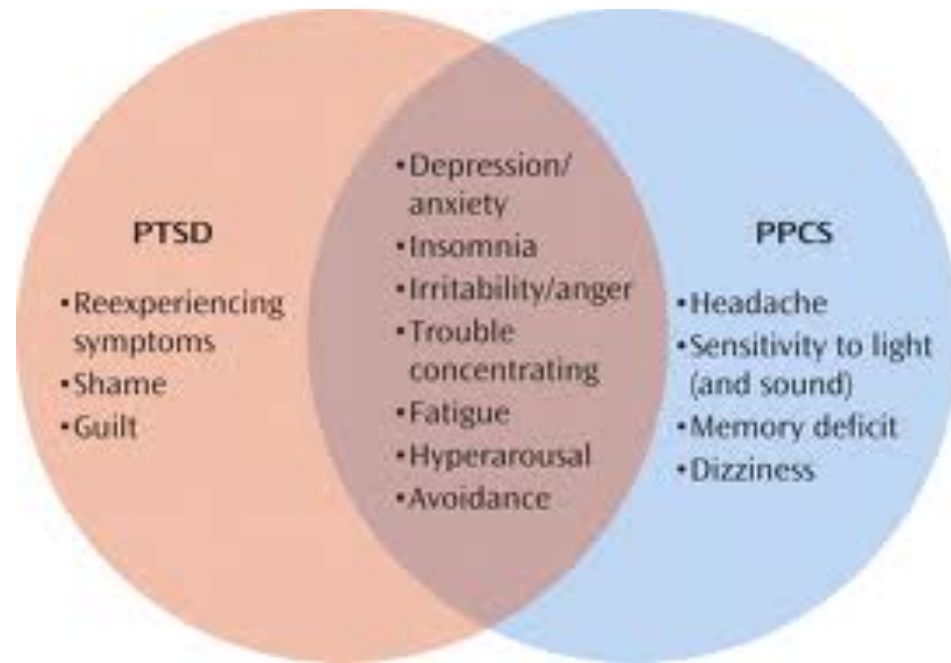 PTSD
•Reexperiencing
symptoms
•Shame
•Guilt
•Depression/
anxiety
•Insomnia
•Irritability/anger
•Trouble
concentrating
•Fatigue
•Hyperarousal
•Avoidance
PPCS
•Headache
•Sensitivity to light
(and sound)
•Memory deficit
•Dizziness